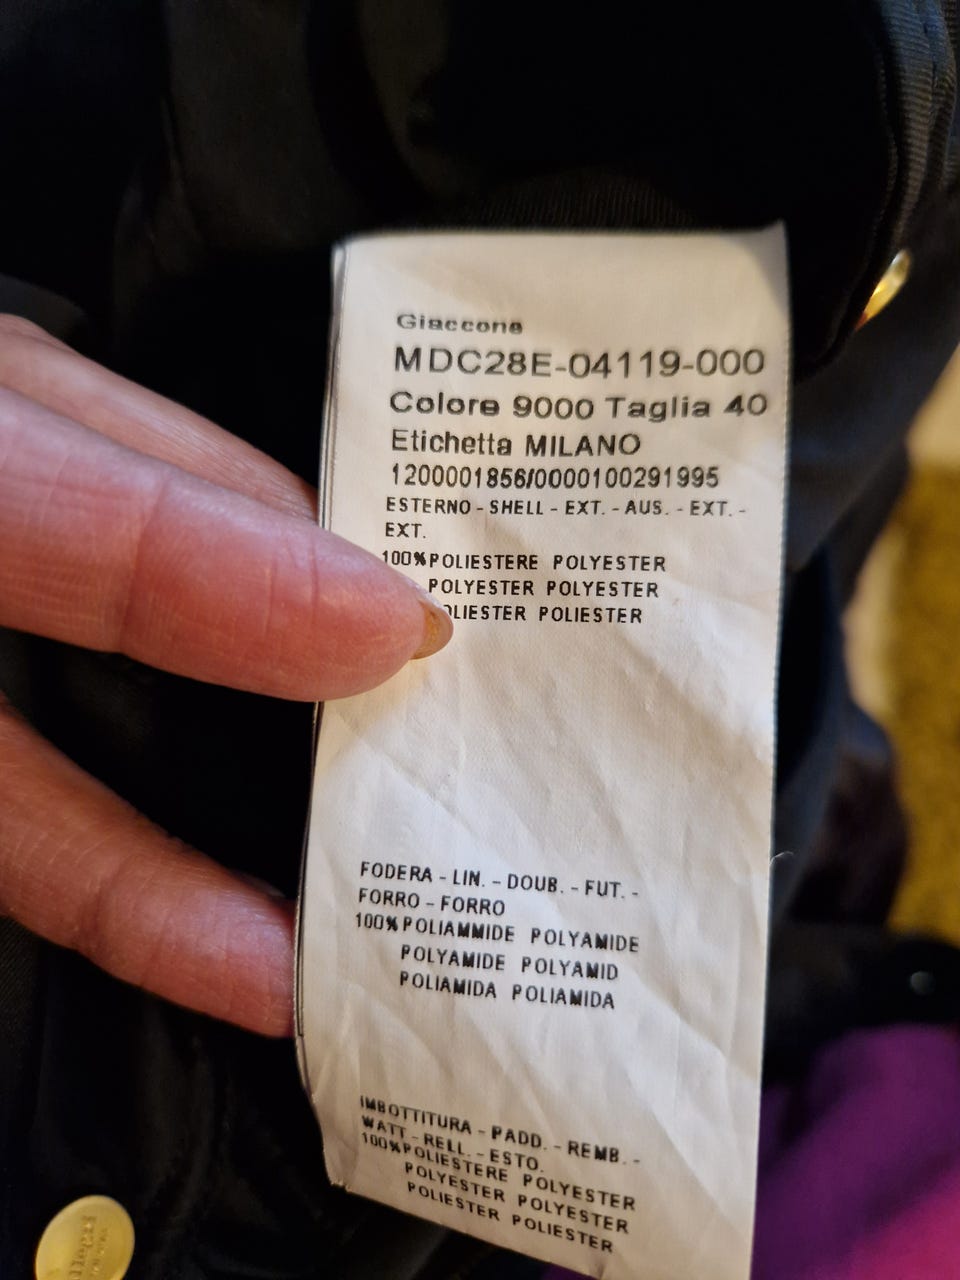 Giaccone
MDC28E-04119-000
Colore 9000 Taglia 40
Etichetta MILANO
1200001856/0000100291995
ESTERNO - SHELL - EXT. - AUS. - EXT. -
EXT.
100%POLIESTERE POLYESTER
POLYESTER POLYESTER
OLIESTER POLIESTER
FODERA - LIN. - DOUB. - FUT. -
FORRO - FORRO
100%POLIAMMIDE POLYAMIDE
POLYAMIDE POLYAMID
POLIAMIDA POLIAMIDA
IMBOTTITURA - PADD. - REMB. -
WATT - RELL. - ESTO.
100%POLIESTERE POLYESTER
POLYESTER POLYESTER
POLIESTER POLIESTER